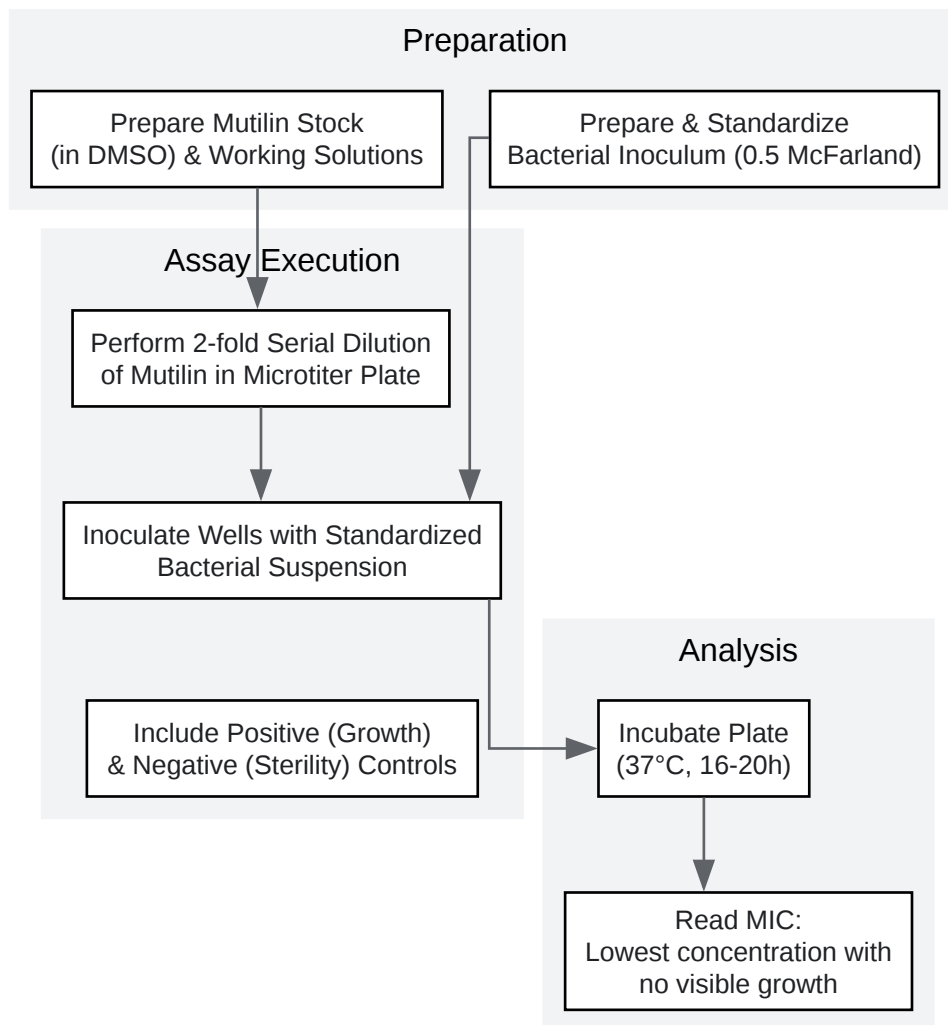 Preparation
Prepare Mutilin Stock
(in DMSO) & Working Solutions
Prepare & Standardize
Bacterial Inoculum (0.5 McFarland)
Assay Execution
Perform 2-fold Serial Dilution
of Mutilin in Microtiter Plate
Inoculate Wells with Standardized
Bacterial Suspension
Include Positive (Growth)
& Negative (Sterility) Controls
Analysis
Incubate Plate
(37°C, 16-20h)
Read MIC:
Lowest concentration with
no visible growth